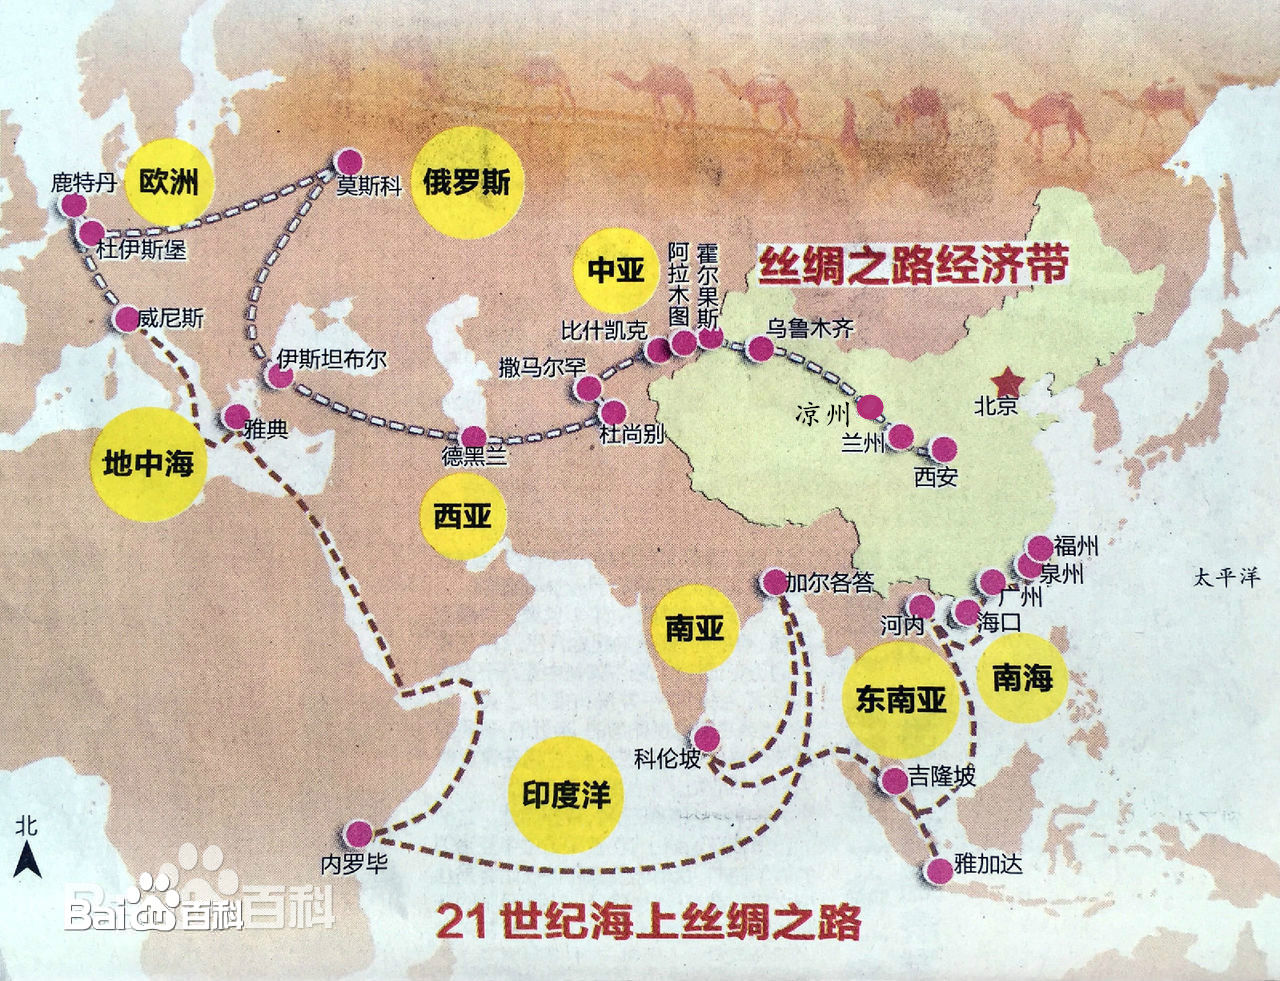 欧洲
俄罗斯
鹿特丹
莫斯科
杜伊斯堡
中亚
阿拉木图
霍尔果斯
丝绸之路经济带
威尼斯
比什凯克
乌鲁木齐
伊斯坦布尔
撒马尔罕
凉州
北京
雅典
杜尚别
兰州
德黑兰
西安
地中海
西亚
福州
泉州
太平洋
加尔各答
广州
河内
海口
南亚
南海
东南亚
科伦坡
吉隆坡
印度洋
北
内罗毕
雅加达
Bai du 百科
百科
21世纪海上丝绸之路